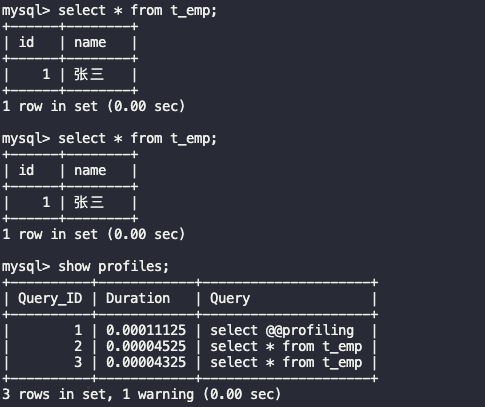 mysql> select * from t_emp;
+------+--------+
| id   | name   |
+------+--------+
|    1 | 张三   |
+------+--------+
1 row in set (0.00 sec)

mysql> select * from t_emp;
+------+--------+
| id   | name   |
+------+--------+
|    1 | 张三   |
+------+--------+
1 row in set (0.00 sec)

mysql> show profiles;
+----------+------------+---------------------+
| Query_ID | Duration   | Query               |
+----------+------------+---------------------+
|        1 | 0.00011125 | select @@profiling  |
|        2 | 0.00004525 | select * from t_emp |
|        3 | 0.00004325 | select * from t_emp |
+----------+------------+---------------------+
3 rows in set, 1 warning (0.00 sec)